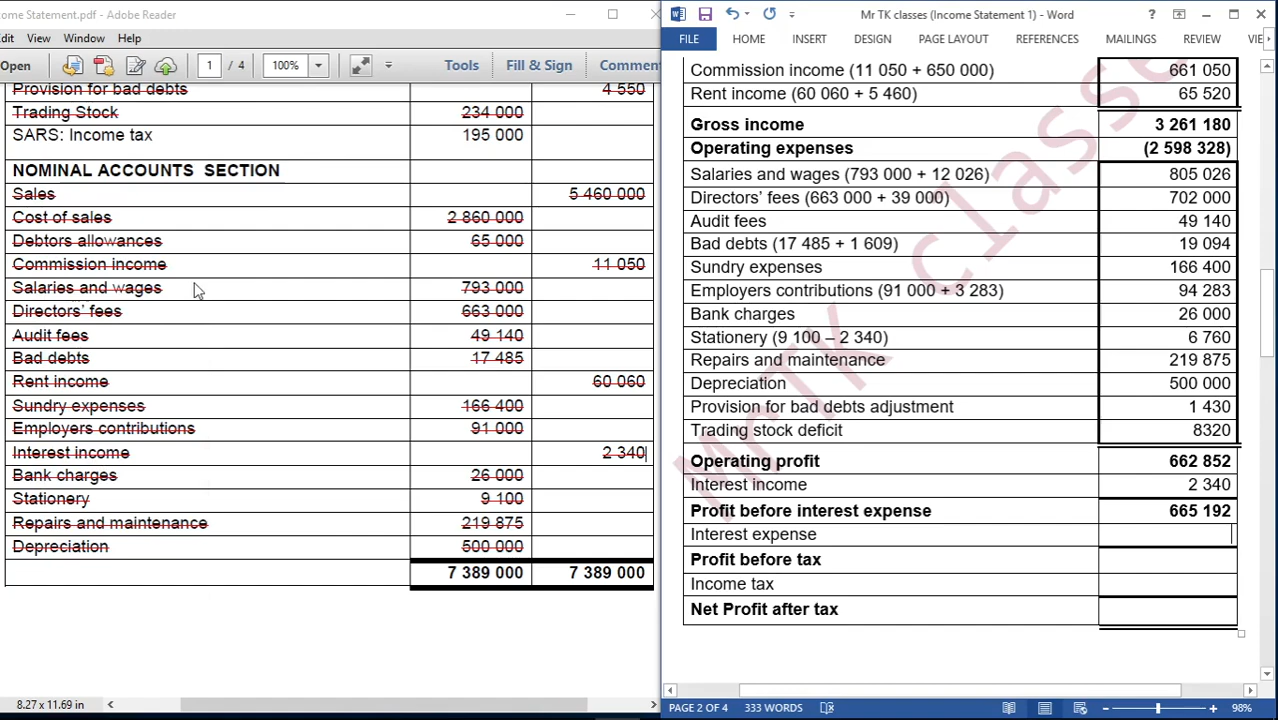 ome Statement.pdf - Adobe Reader
dit View Window Help
Open 1 / 4 100% Tools Fill & Sign Comment
Provision for bad debts 4 550
Trading Stock 234 000
SARS: Income tax 195 000
NOMINAL ACCOUNTS SECTION
Sales 5 460 000
Cost of sales 2 860 000
Debtors allowances 65 000
Commission income 11 050
Salaries and wages 793 000
Directors' fees 663 000
Audit fees 49 140
Bad debts 17 485
Rent income 60 060
Sundry expenses 166 400
Employers contributions 91 000
Interest income 2 340
Bank charges 26 000
Stationery 9 100
Repairs and maintenance 219 875
Depreciation 500 000
7 389 000 7 389 000
8.27 x 11.69 in
Mr TK classes (Income Statement 1) - Word
FILE HOME INSERT DESIGN PAGE LAYOUT REFERENCES MAILINGS REVIEW VIE
Commission income (11 050 + 650 000) 661 050
Rent income (60 060 + 5 460) 65 520
Gross income 3 261 180
Operating expenses (2 598 328)
Salaries and wages (793 000 + 12 026) 805 026
Directors' fees (663 000 + 39 000) 702 000
Audit fees 49 140
Bad debts (17 485 + 1 609) 19 094
Sundry expenses 166 400
Employers contributions (91 000 + 3 283) 94 283
Bank charges 26 000
Stationery (9 100 – 2 340) 6 760
Repairs and maintenance 219 875
Depreciation 500 000
Provision for bad debts adjustment 1 430
Trading stock deficit 8320
Operating profit 662 852
Interest income 2 340
Profit before interest expense 665 192
Interest expense
Profit before tax
Income tax
Net Profit after tax
MrTK classe
PAGE 2 OF 4 333 WORDS 98%